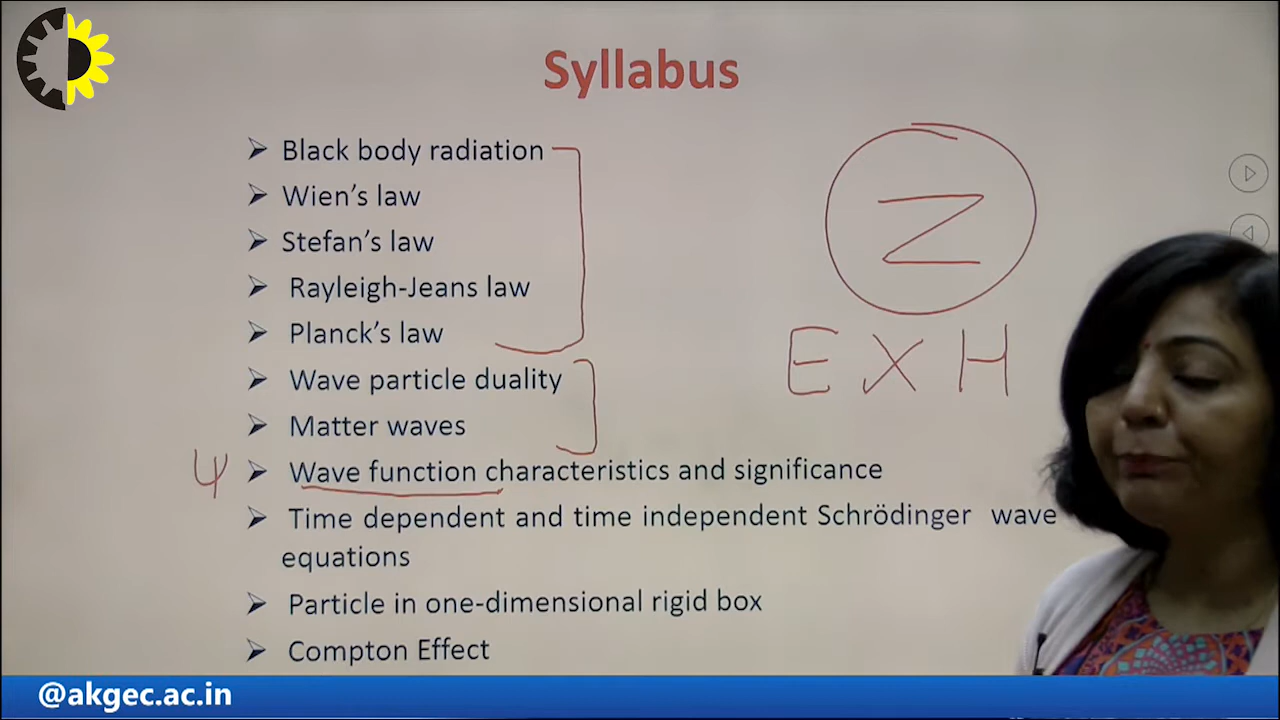 Syllabus
Black body radiation
Wien's law
Stefan's law
Rayleigh-Jeans law
Planck's law
Wave particle duality
Matter waves
Ψ Wave function characteristics and significance
Time dependent and time independent Schrödinger wave
equations
Particle in one-dimensional rigid box
Compton Effect
Z
E X H
@akgec.ac.in